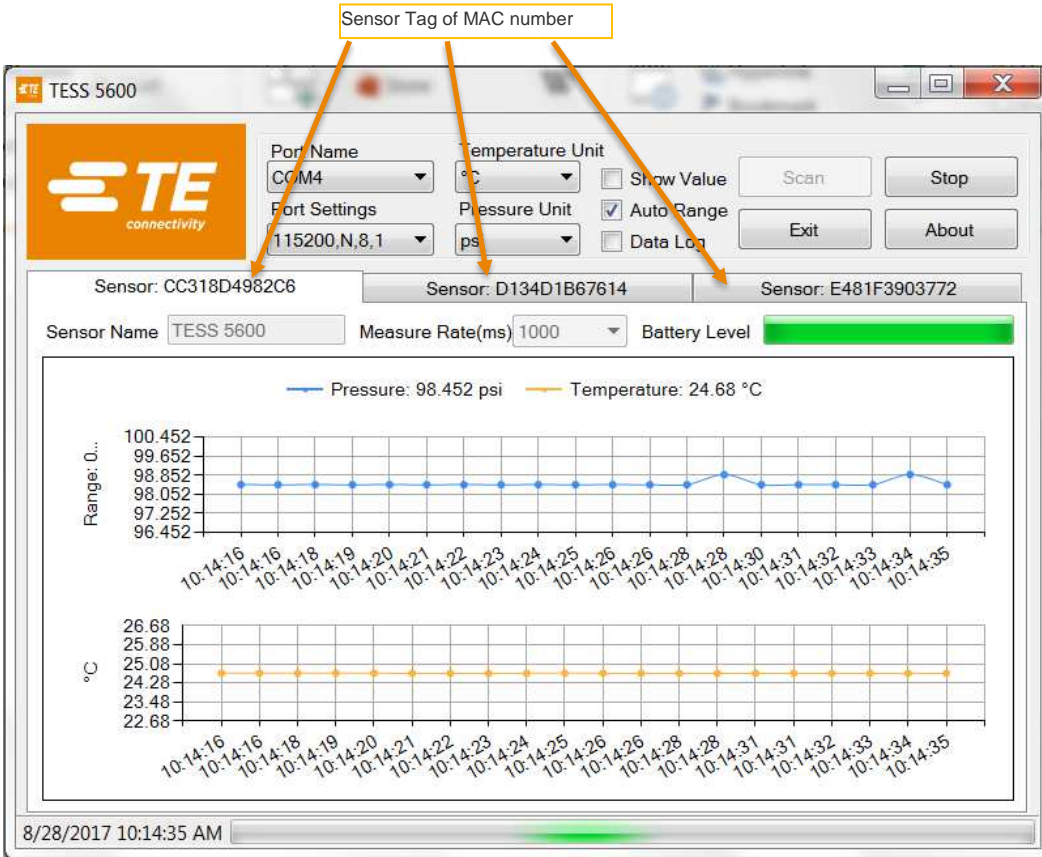 Sensor Tag of MAC number
TESS 5600
TE
connectivity
Port Name
Temperature Unit
COM4
°C
Show Value
Scan
Stop
Port Settings
Pressure Unit
Auto Range
115200,N,8,1
psi
Data Log
Exit
About
Sensor: CC318D4982C6
Sensor: D134D1B67614
Sensor: E481F3903772
Sensor Name
TESS 5600
Measure Rate(ms)
1000
Battery Level
Pressure: 98.452 psi
Temperature: 24.68 °C
Range: 0...
100.452
99.652
98.852
98.052
97.252
96.452
10:14:16
10:14:16
10:14:18
10:14:19
10:14:20
10:14:21
10:14:22
10:14:23
10:14:24
10:14:25
10:14:26
10:14:26
10:14:28
10:14:28
10:14:30
10:14:31
10:14:32
10:14:33
10:14:34
10:14:35
°C
26.68
25.88
25.08
24.28
23.48
22.68
10:14:16
10:14:16
10:14:18
10:14:19
10:14:20
10:14:21
10:14:22
10:14:23
10:14:24
10:14:25
10:14:26
10:14:26
10:14:28
10:14:28
10:14:31
10:14:31
10:14:32
10:14:33
10:14:34
10:14:35
8/28/2017 10:14:35 AM